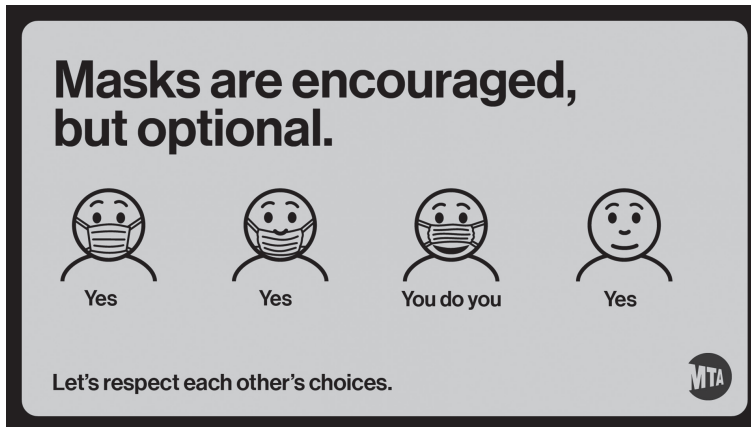 Masks are encouraged,
but optional.
Yes
Yes
You do you
Yes
Let’s respect each other’s choices.
MTA